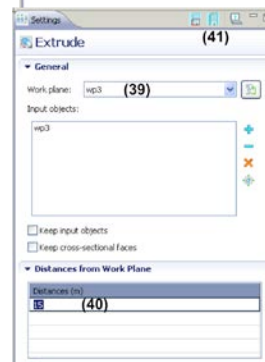 Settings
Extrude
(41)
General
Work plane: wp3 (39)
Input objects:
wp3
Keep input objects
Keep cross-sectional faces
Distances from Work Plane
Distances (m)
15 (40)